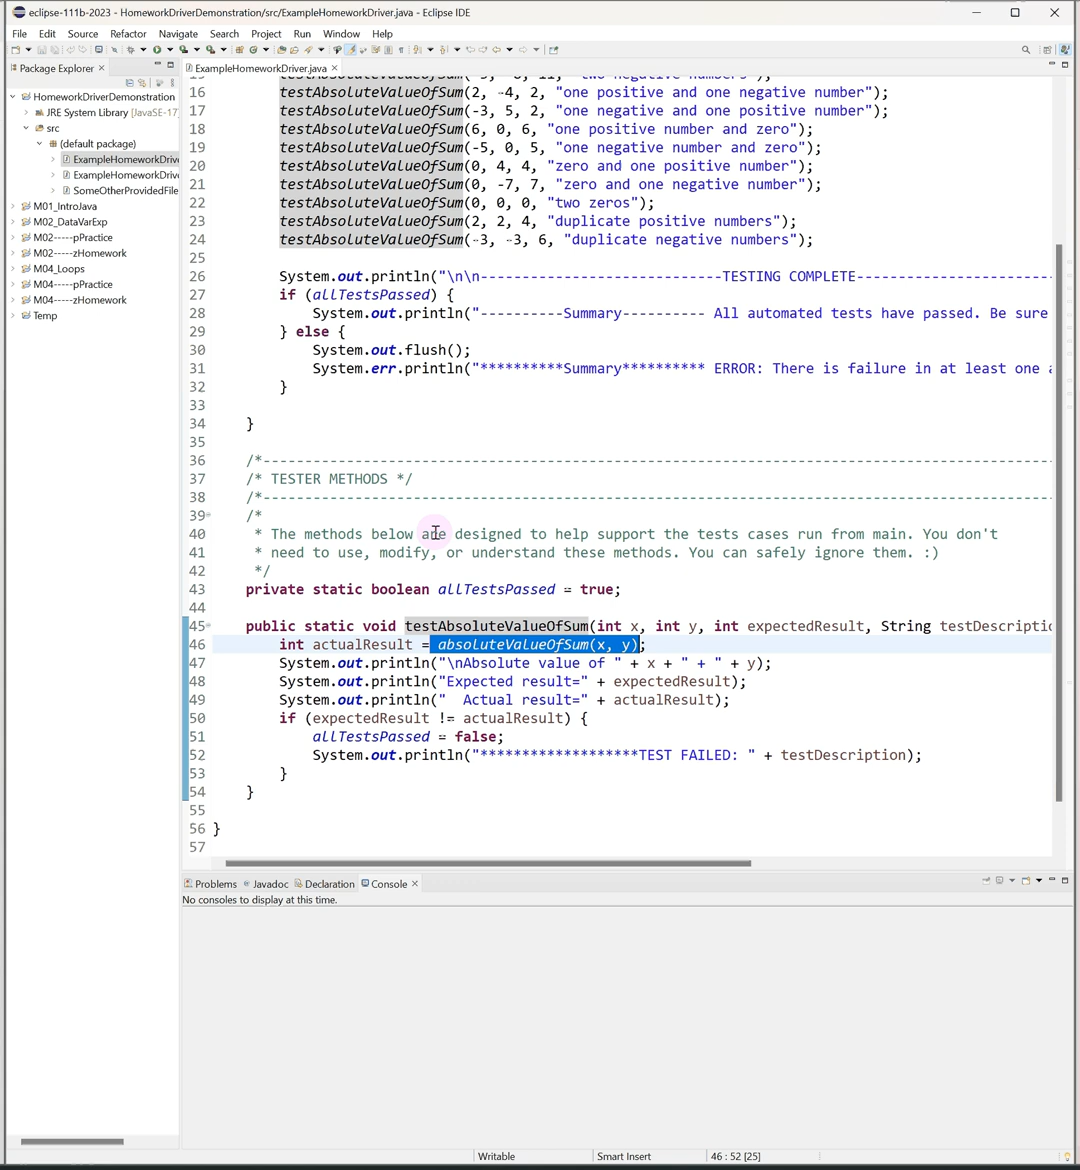 eclipse-111b-2023 - HomeworkDriverDemonstration/src/ExampleHomeworkDriver.java - Eclipse IDE
File Edit Source Refactor Navigate Search Project Run Window Help
Package Explorer
HomeworkDriverDemonstration
JRE System Library [JavaSE-17
src
(default package)
ExampleHomeworkDrive
ExampleHomeworkDrive
SomeOtherProvidedFile
M01_IntroJava
M02_DataVarExp
M02-----pPractice
M02-----zHomework
M04_Loops
M04-----pPractice
M04-----zHomework
Temp
ExampleHomeworkDriver.java
16 testAbsoluteValueOfSum(2, -4, 2, "one positive and one negative number");
17 testAbsoluteValueOfSum(-3, 5, 2, "one positive and one negative number");
18 testAbsoluteValueOfSum(6, 0, 6, "one positive number and zero");
19 testAbsoluteValueOfSum(-5, 0, 5, "one negative number and zero");
20 testAbsoluteValueOfSum(0, 4, 4, "zero and one positive number");
21 testAbsoluteValueOfSum(0, -7, 7, "zero and one negative number");
22 testAbsoluteValueOfSum(0, 0, 0, "two zeros");
23 testAbsoluteValueOfSum(2, 2, 4, "duplicate positive numbers");
24 testAbsoluteValueOfSum(-3, -3, 6, "duplicate negative numbers");
25
26 System.out.println("\n\n-----------------------------TESTING COMPLETE------------------------
27 if (allTestsPassed) {
28 System.out.println("----------Summary---------- All automated tests have passed. Be sure
29 } else {
30 System.out.flush();
31 System.err.println("**********Summary********** ERROR: There is failure in at least one a
32 }
33
34 }
35
36 /*-----------------------------------------------------------------------------------------------
37 /* TESTER METHODS */
38 /*-----------------------------------------------------------------------------------------------
39 /*
40 * The methods below are designed to help support the tests cases run from main. You don't
41 * need to use, modify, or understand these methods. You can safely ignore them. :)
42 */
43 private static boolean allTestsPassed = true;
44
45 public static void testAbsoluteValueOfSum(int x, int y, int expectedResult, String testDescriptio
46 int actualResult = absoluteValueOfSum(x, y);
47 System.out.println("\nAbsolute value of " + x + " + " + y);
48 System.out.println("Expected result=" + expectedResult);
49 System.out.println("  Actual result=" + actualResult);
50 if (expectedResult != actualResult) {
51 allTestsPassed = false;
52 System.out.println("*******************TEST FAILED: " + testDescription);
53 }
54 }
55
56 }
57
Problems Javadoc Declaration Console
No consoles to display at this time.
Writable Smart Insert 46 : 52 [25]